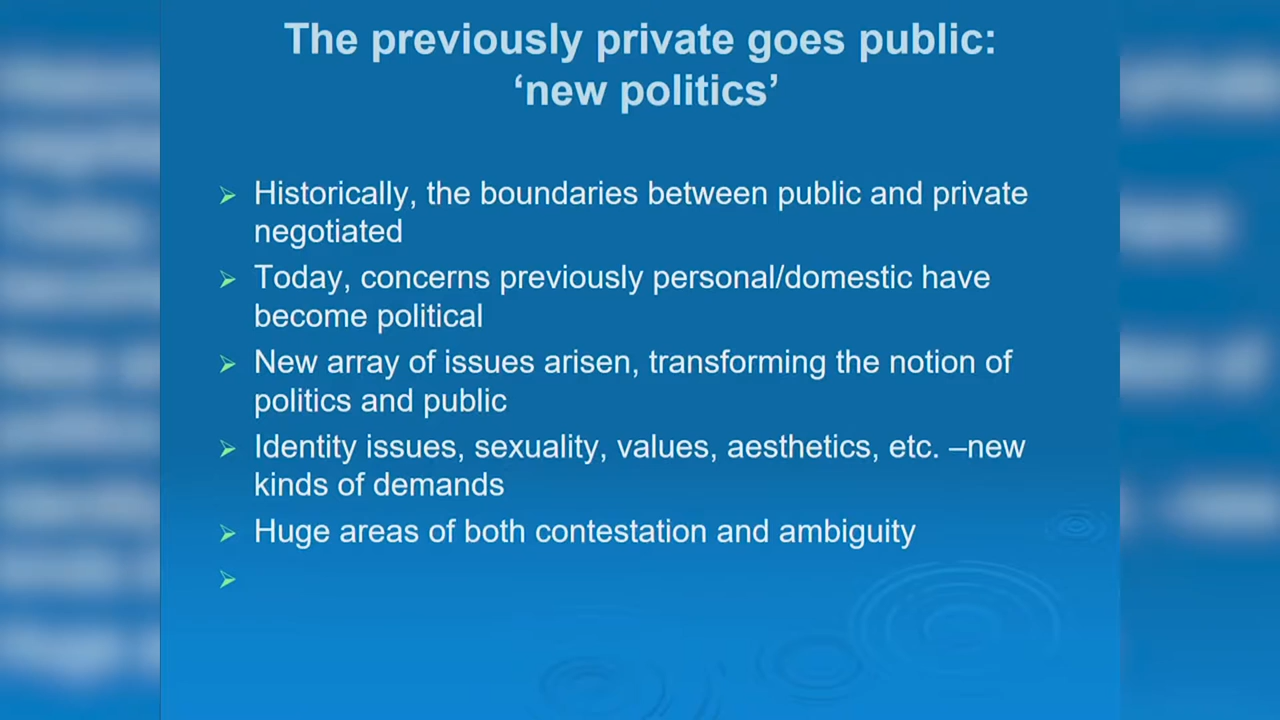 The previously private goes public:
‘new politics’
Historically, the boundaries between public and private
negotiated
Today, concerns previously personal/domestic have
become political
New array of issues arisen, transforming the notion of
politics and public
Identity issues, sexuality, values, aesthetics, etc. –new
kinds of demands
Huge areas of both contestation and ambiguity